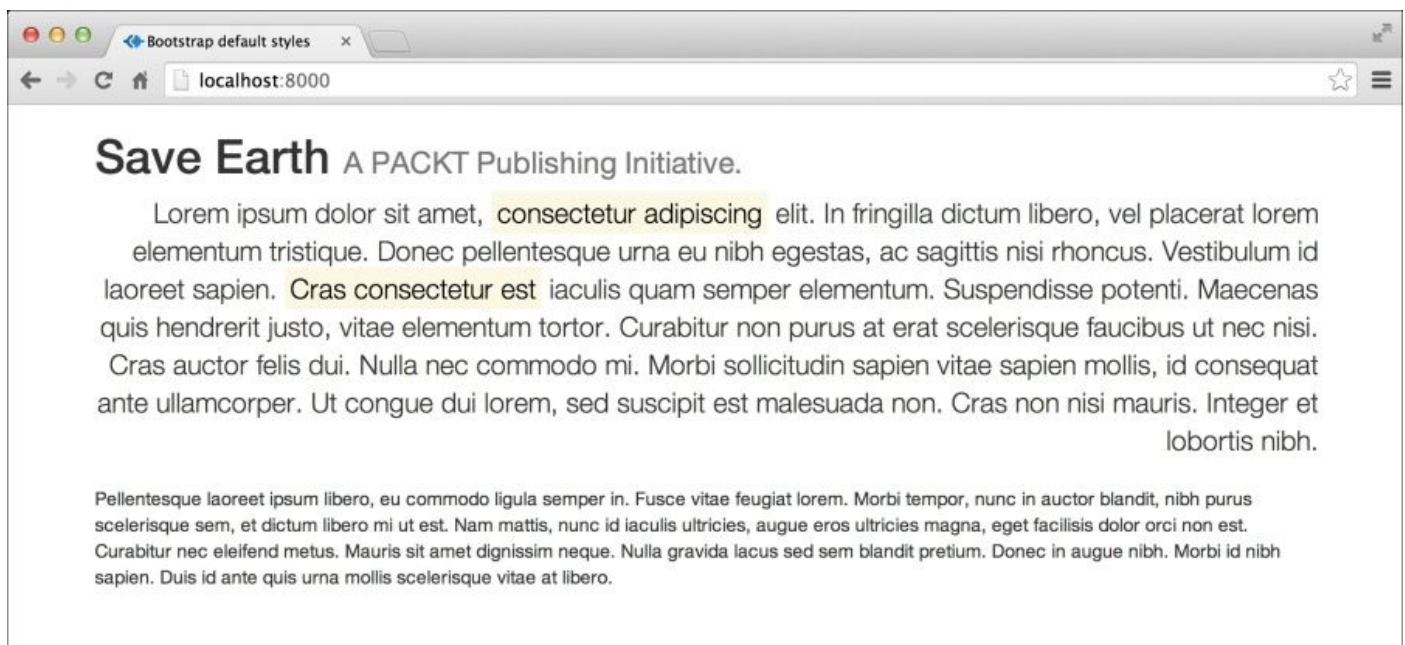 Bootstrap default styles
localhost:8000
Save Earth A PACKT Publishing Initiative.
Lorem ipsum dolor sit amet, consectetur adipiscing elit. In fringilla dictum libero, vel placerat lorem
elementum tristique. Donec pellentesque urna eu nibh egestas, ac sagittis nisi rhoncus. Vestibulum id
laoreet sapien. Cras consectetur est iaculis quam semper elementum. Suspendisse potenti. Maecenas
quis hendrerit justo, vitae elementum tortor. Curabitur non purus at erat scelerisque faucibus ut nec nisi.
Cras auctor felis dui. Nulla nec commodo mi. Morbi sollicitudin sapien vitae sapien mollis, id consequat
ante ullamcorper. Ut congue dui lorem, sed suscipit est malesuada non. Cras non nisi mauris. Integer et
lobortis nibh.
Pellentesque laoreet ipsum libero, eu commodo ligula semper in. Fusce vitae feugiat lorem. Morbi tempor, nunc in auctor blandit, nibh purus
scelerisque sem, et dictum libero mi ut est. Nam mattis, nunc id iaculis ultricies, augue eros ultricies magna, eget facilisis dolor orci non est.
Curabitur nec eleifend metus. Mauris sit amet dignissim neque. Nulla gravida lacus sed sem blandit pretium. Donec in augue nibh. Morbi id nibh
sapien. Duis id ante quis urna mollis scelerisque vitae at libero.